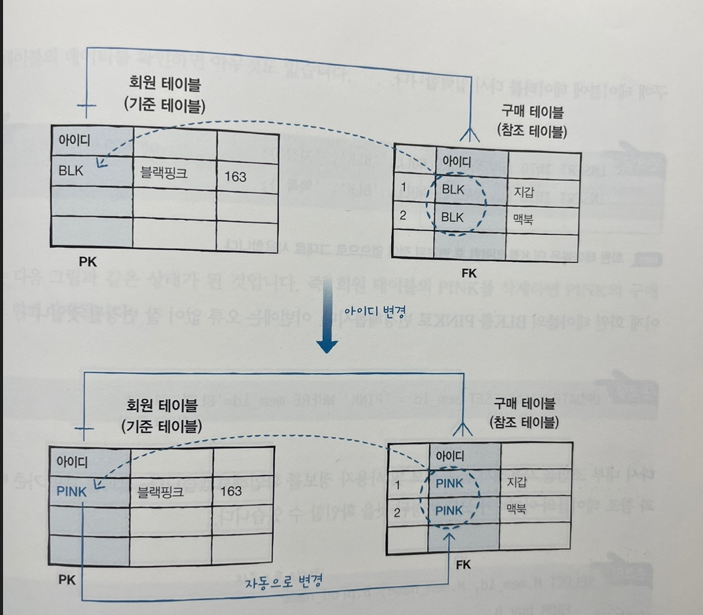 회원 테이블
(기준 테이블)
구매 테이블
(참조 테이블)
아이디
BLK 블랙핑크 163
PK
아이디
1 BLK 지갑
2 BLK 맥북
FK
아이디 변경
회원 테이블
(기준 테이블)
구매 테이블
(참조 테이블)
아이디
PINK 블랙핑크 163
PK
아이디
1 PINK 지갑
2 PINK 맥북
FK
자동으로 변경